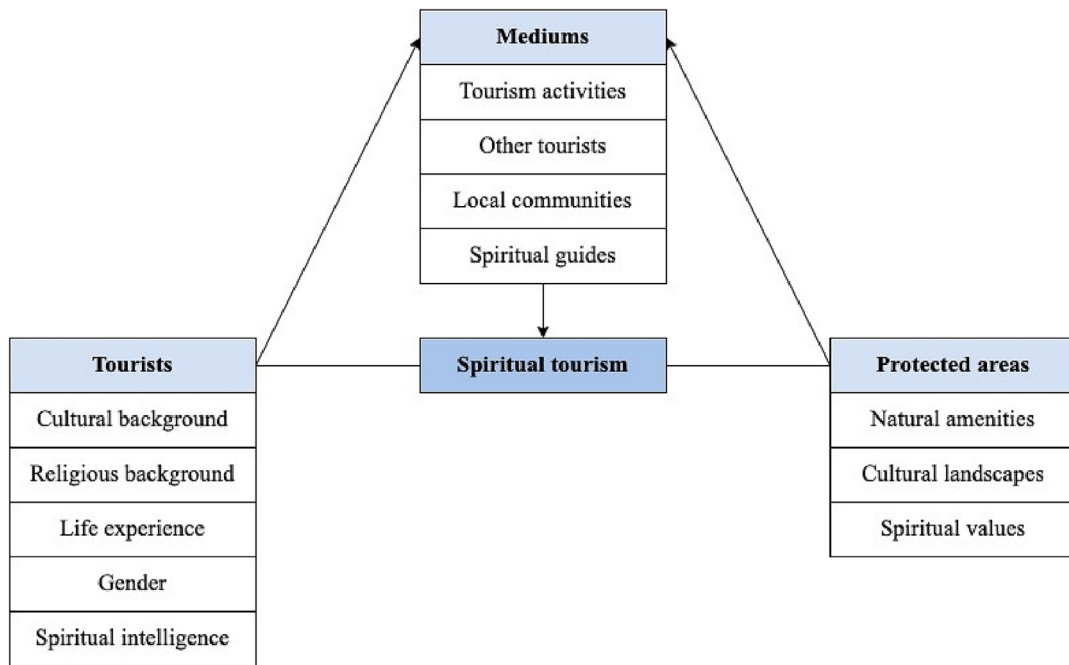 Mediums
Tourism activities
Other tourists
Local communities
Spiritual guides
Spiritual tourism
Tourists
Cultural background
Religious background
Life experience
Gender
Spiritual intelligence
Protected areas
Natural amenities
Cultural landscapes
Spiritual values